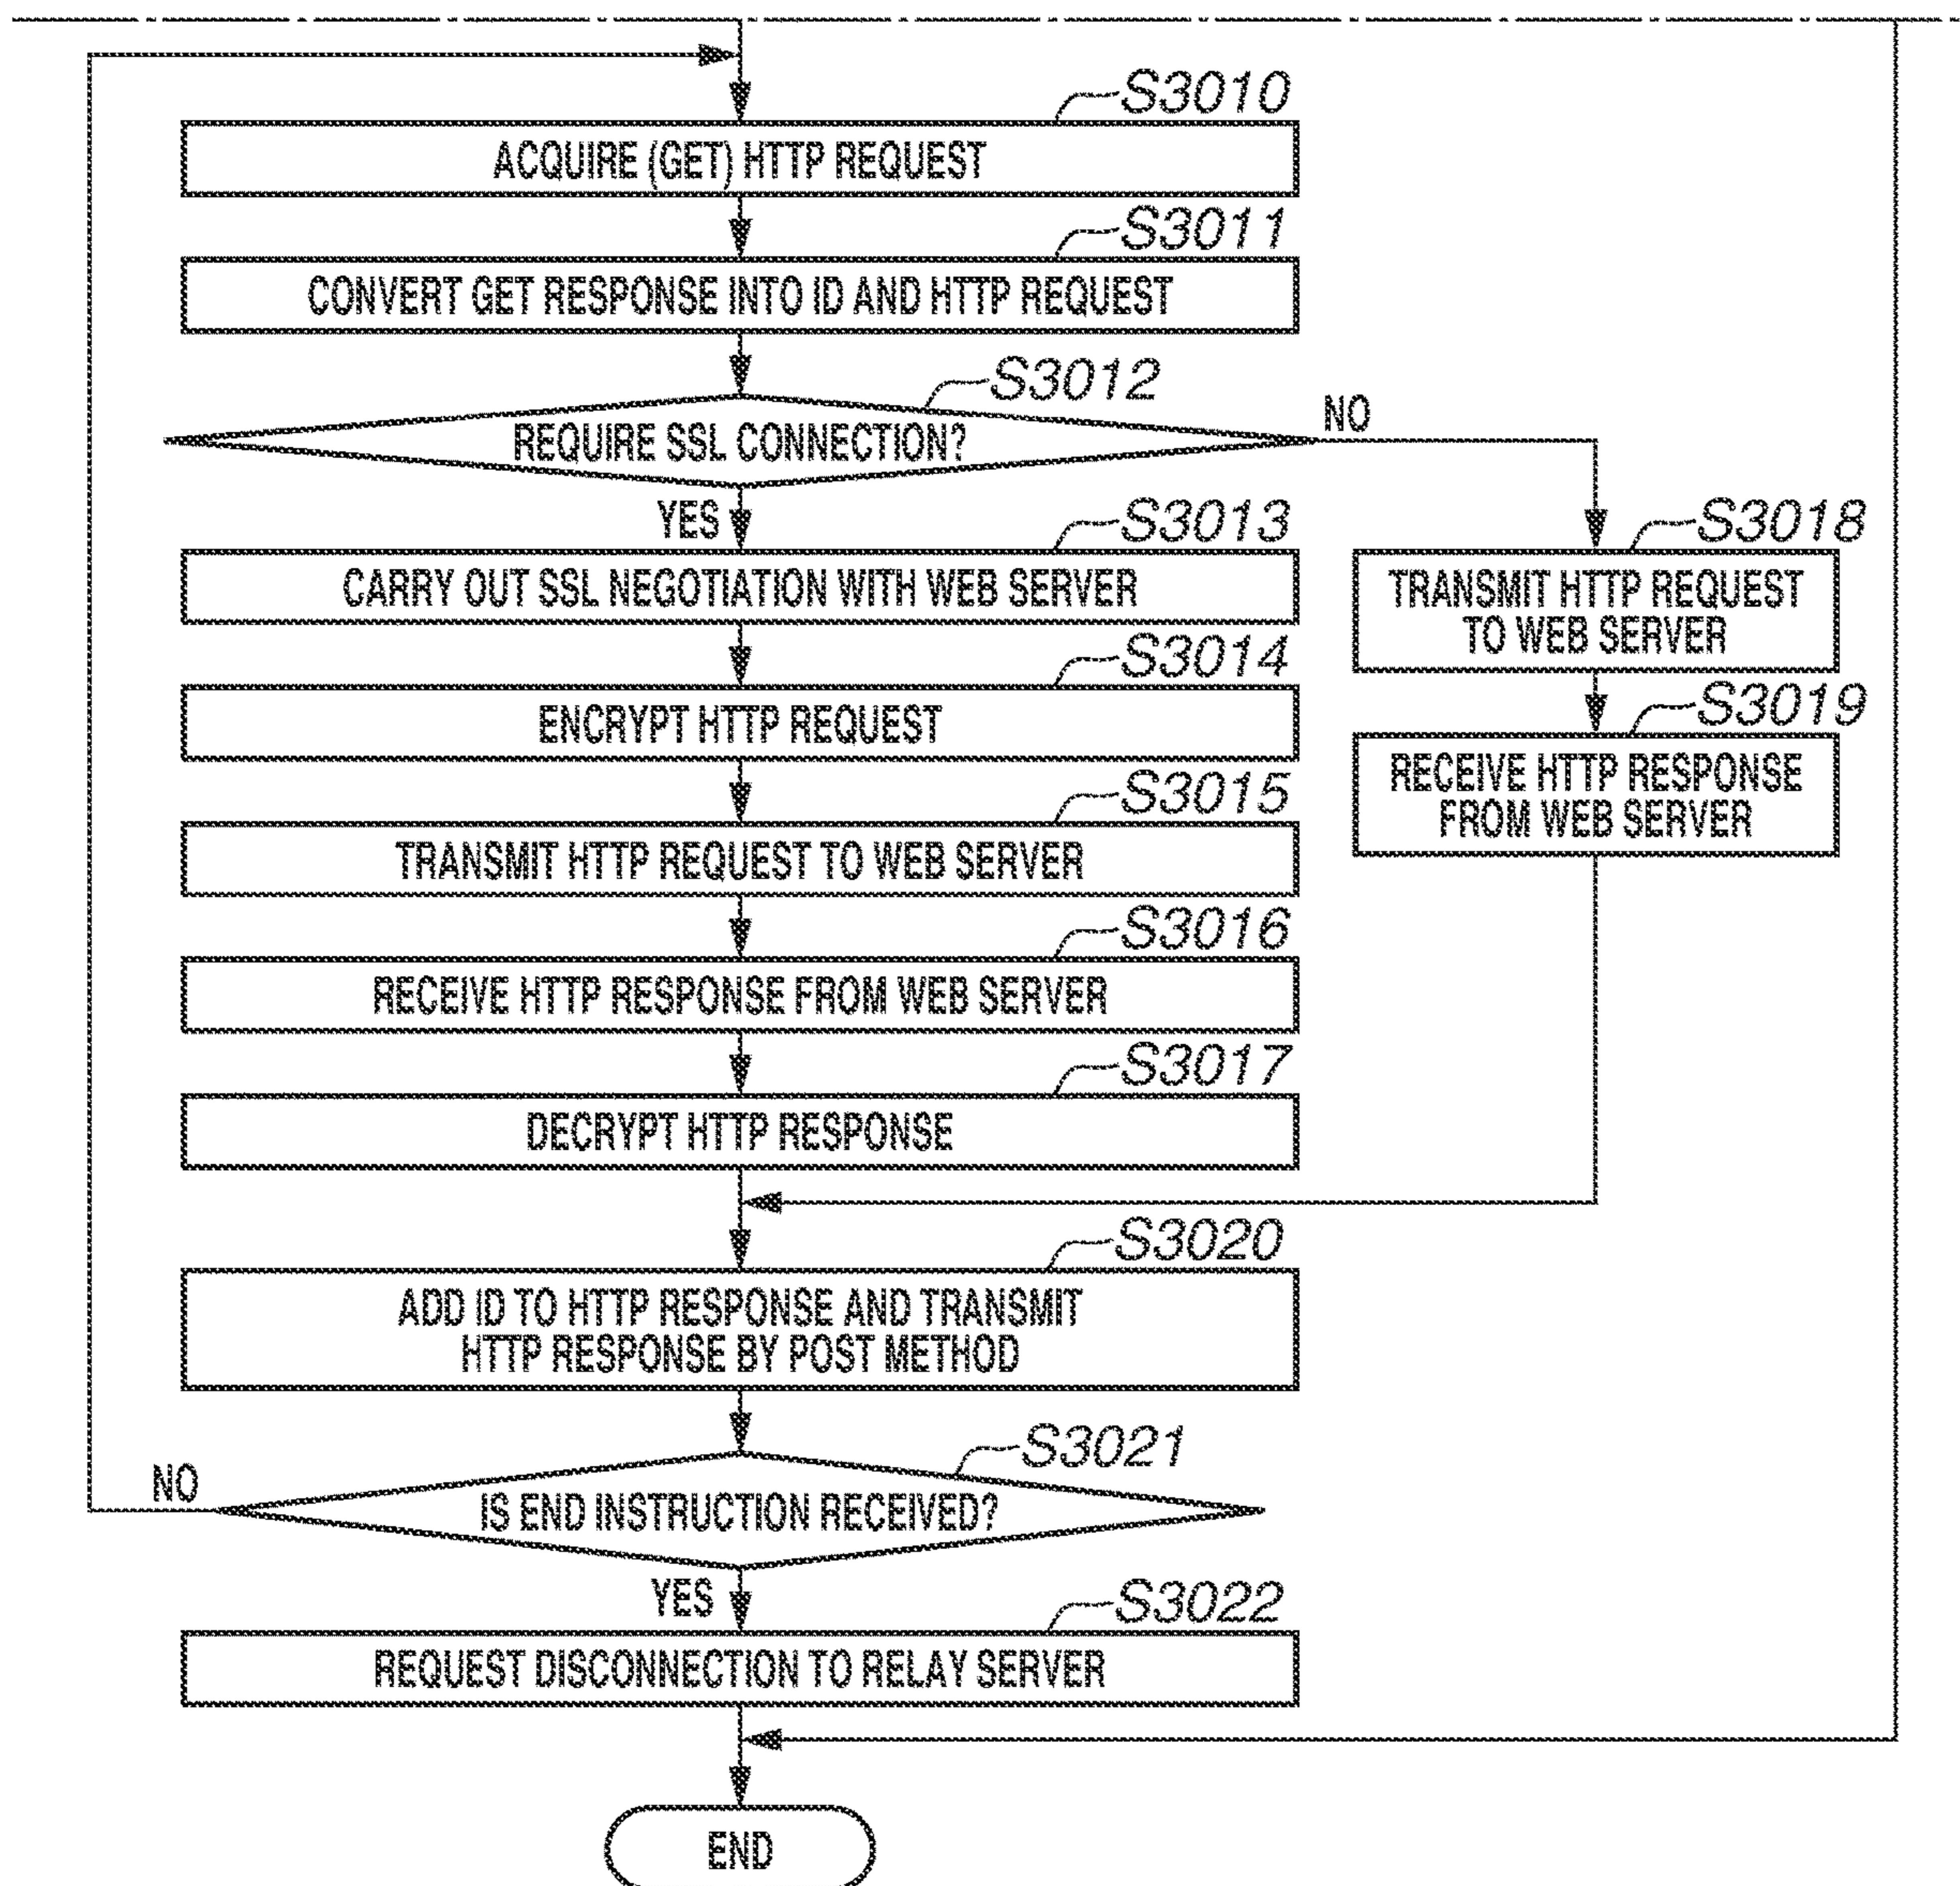 S3010
ACQUIRE (GET) HTTP REQUEST
S3011
CONVERT GET RESPONSE INTO ID AND HTTP REQUEST
S3012
REQUIRE SSL CONNECTION?
NO
YES
S3013
CARRY OUT SSL NEGOTIATION WITH WEB SERVER
S3018
TRANSMIT HTTP REQUEST
TO WEB SERVER
S3014
ENCRYPT HTTP REQUEST
S3019
RECEIVE HTTP RESPONSE
FROM WEB SERVER
S3015
TRANSMIT HTTP REQUEST TO WEB SERVER
S3016
RECEIVE HTTP RESPONSE FROM WEB SERVER
S3017
DECRYPT HTTP RESPONSE
S3020
ADD ID TO HTTP RESPONSE AND TRANSMIT
HTTP RESPONSE BY POST METHOD
S3021
NO
IS END INSTRUCTION RECEIVED?
YES
S3022
REQUEST DISCONNECTION TO RELAY SERVER
END